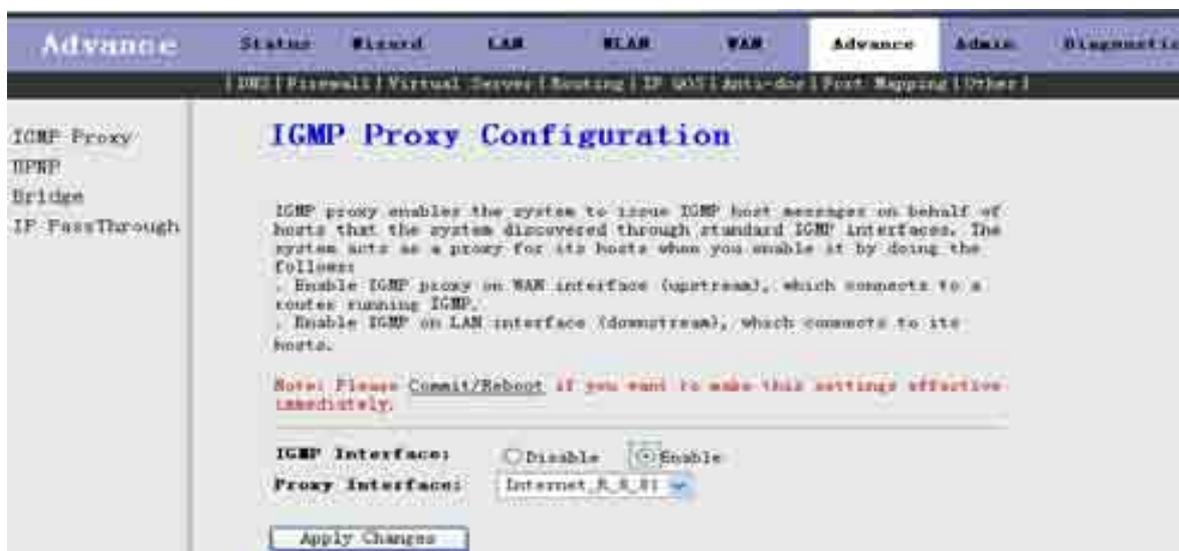 Advance
Status Wizard LAN WLAN WAN Advance Admin Diagnostic
| DNS | Firewall | Virtual Server | Routing | IP QOS | Anti-dos | Port Mapping | Other |
IGMP Proxy
UPNP
Bridge
IP PassThrough
IGMP Proxy Configuration
IGMP proxy enables the system to issue IGMP host messages on behalf of
hosts that the system discovered through standard IGMP interfaces. The
system acts as a proxy for its hosts when you enable it by doing the
follows:
. Enable IGMP proxy on WAN interface (upstream), which connects to a
router running IGMP.
. Enable IGMP on LAN interface (downstream), which connects to its
hosts.
Note: Please Commit/Reboot if you want to make this settings effective
immediately.
IGMP Interface: Disable Enable
Proxy Interface:
Apply Changes